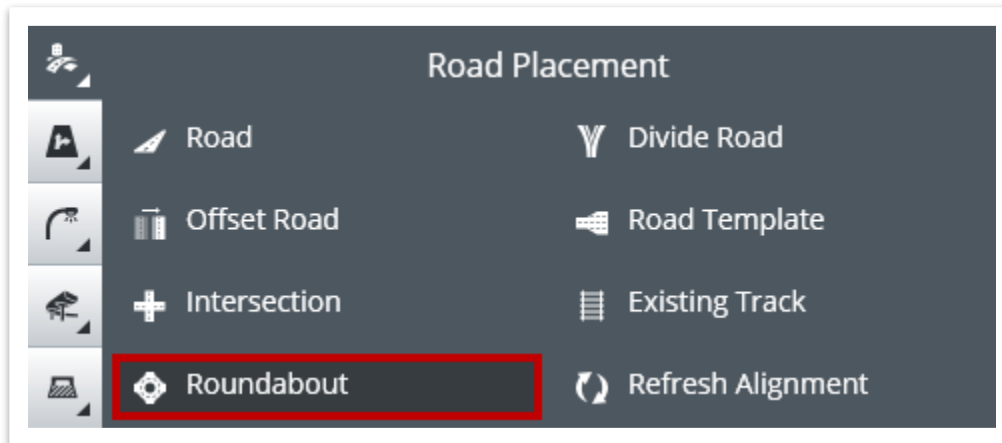 Road Placement
Road
Divide Road
Offset Road
Road Template
Intersection
Existing Track
Roundabout
Refresh Alignment